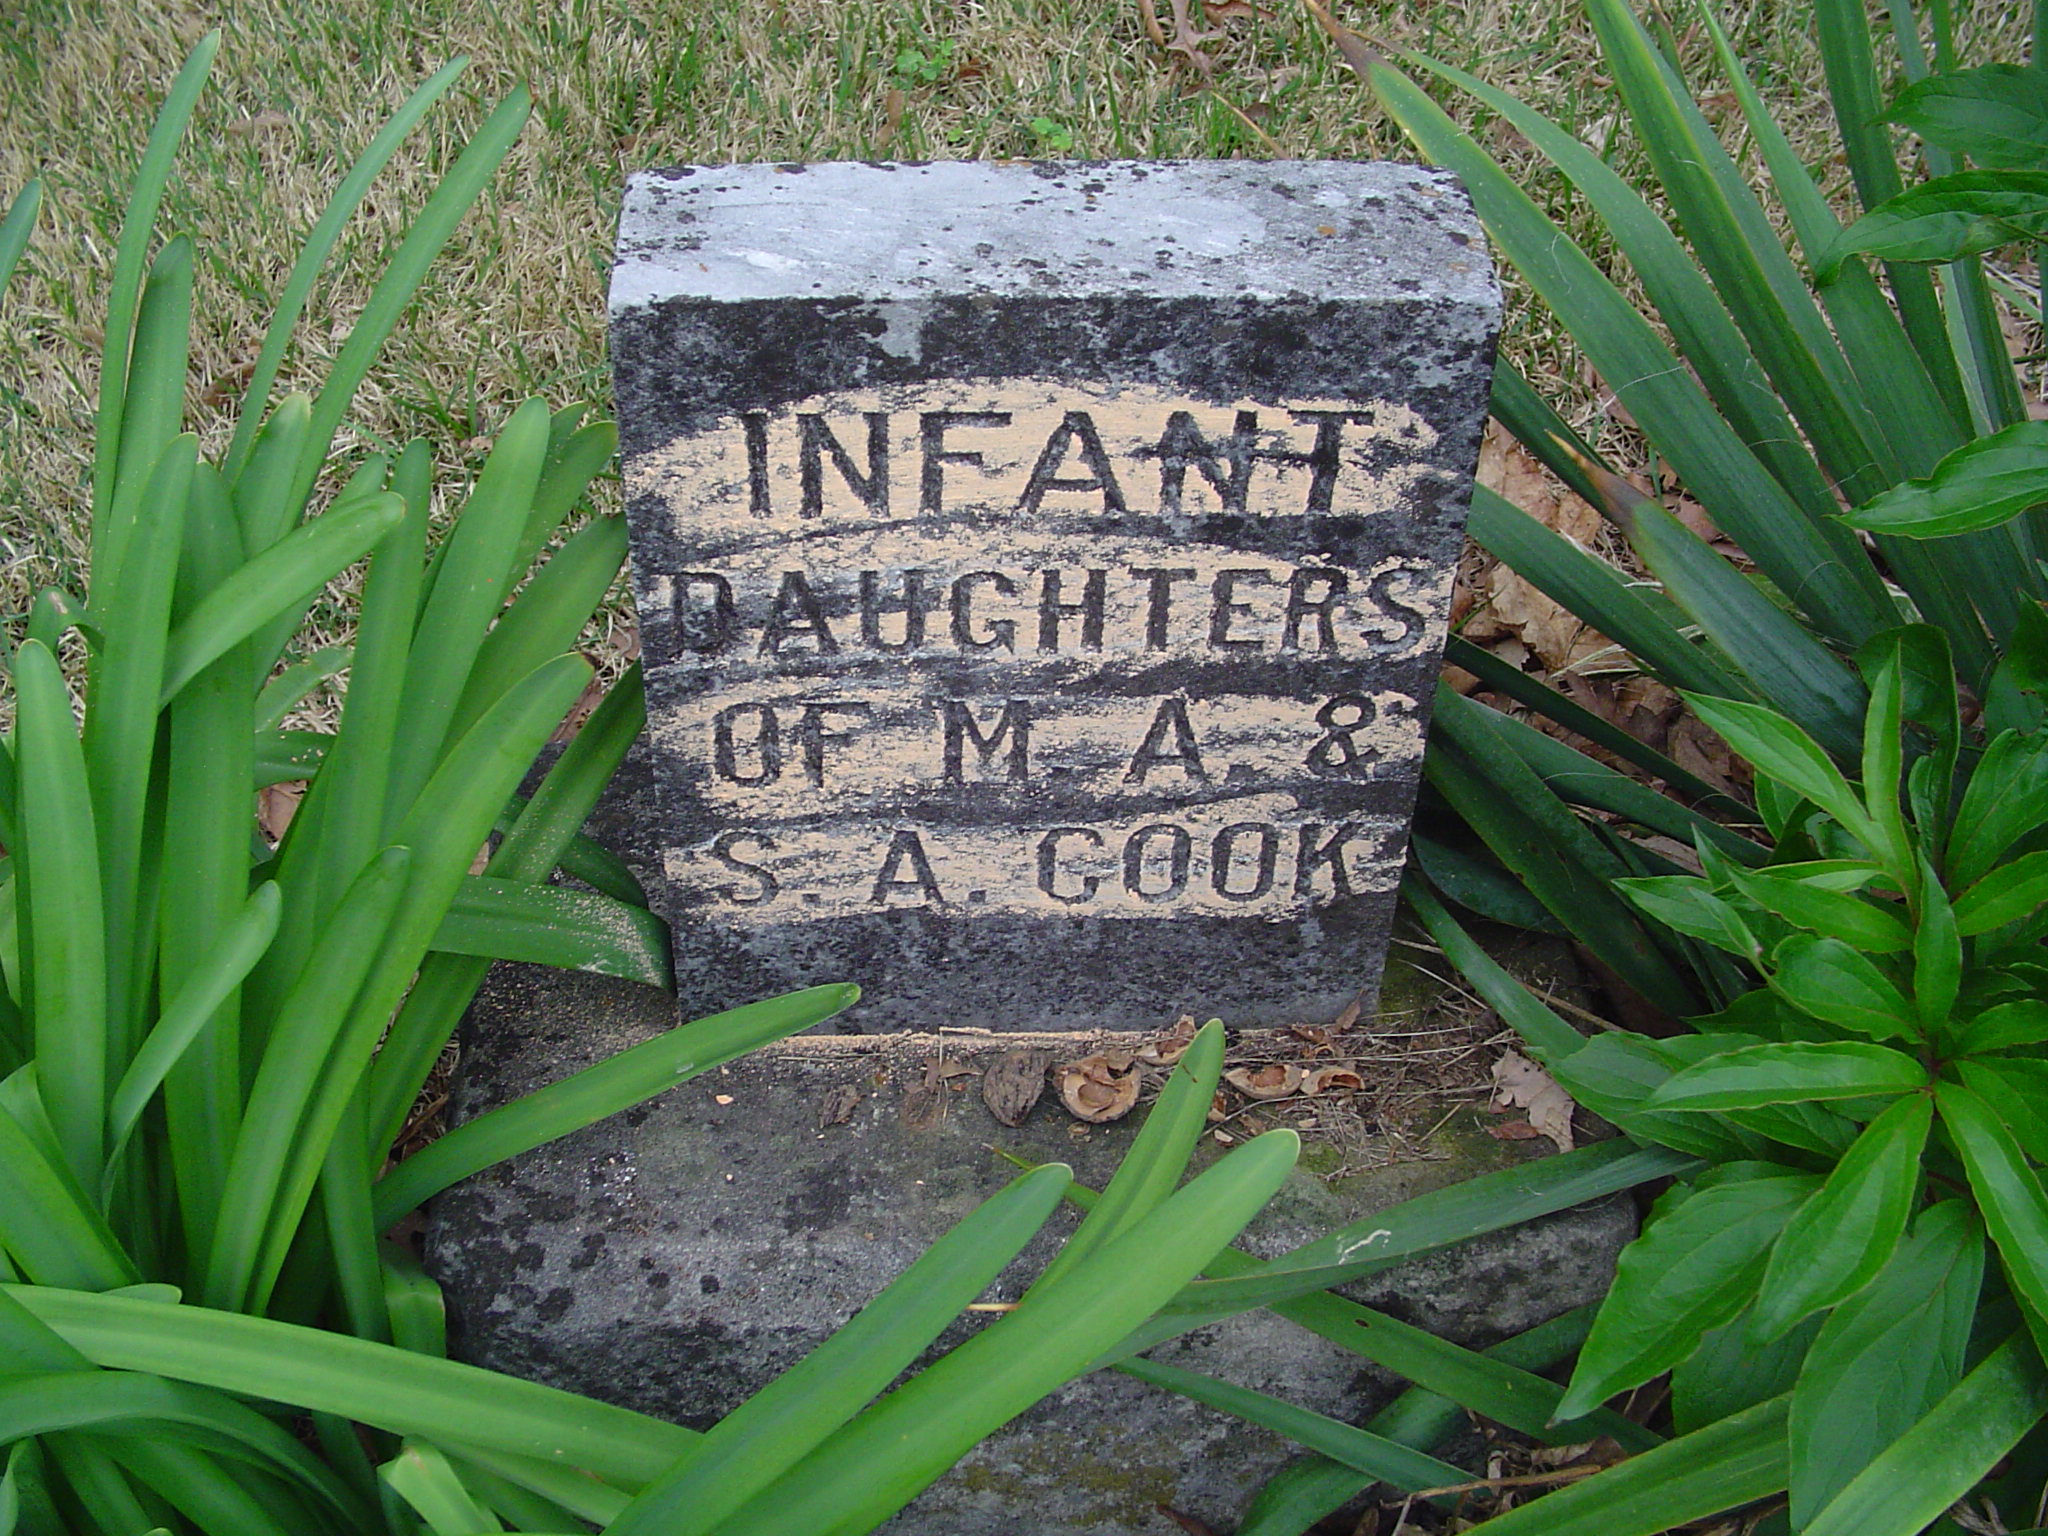 INFANT
DAUGHTERS
OF M. A. &
S. A. COOK